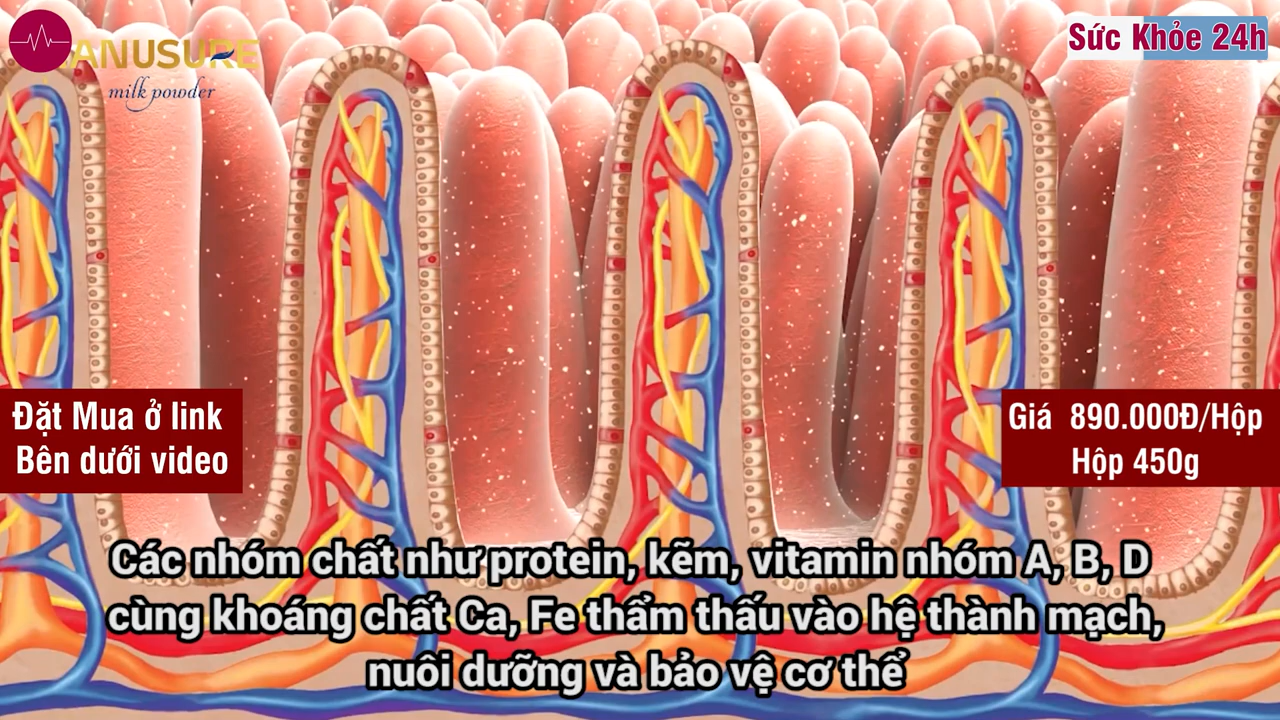 ANUSURE
milk powder
Sức Khỏe 24h
Đặt Mua ở link
Bên dưới video
Giá 890.000Đ/Hộp
Hộp 450g
Các nhóm chất như protein, kẽm, vitamin nhóm A, B, D
cùng khoáng chất Ca, Fe thẩm thấu vào hệ thành mạch,
nuôi dưỡng và bảo vệ cơ thể